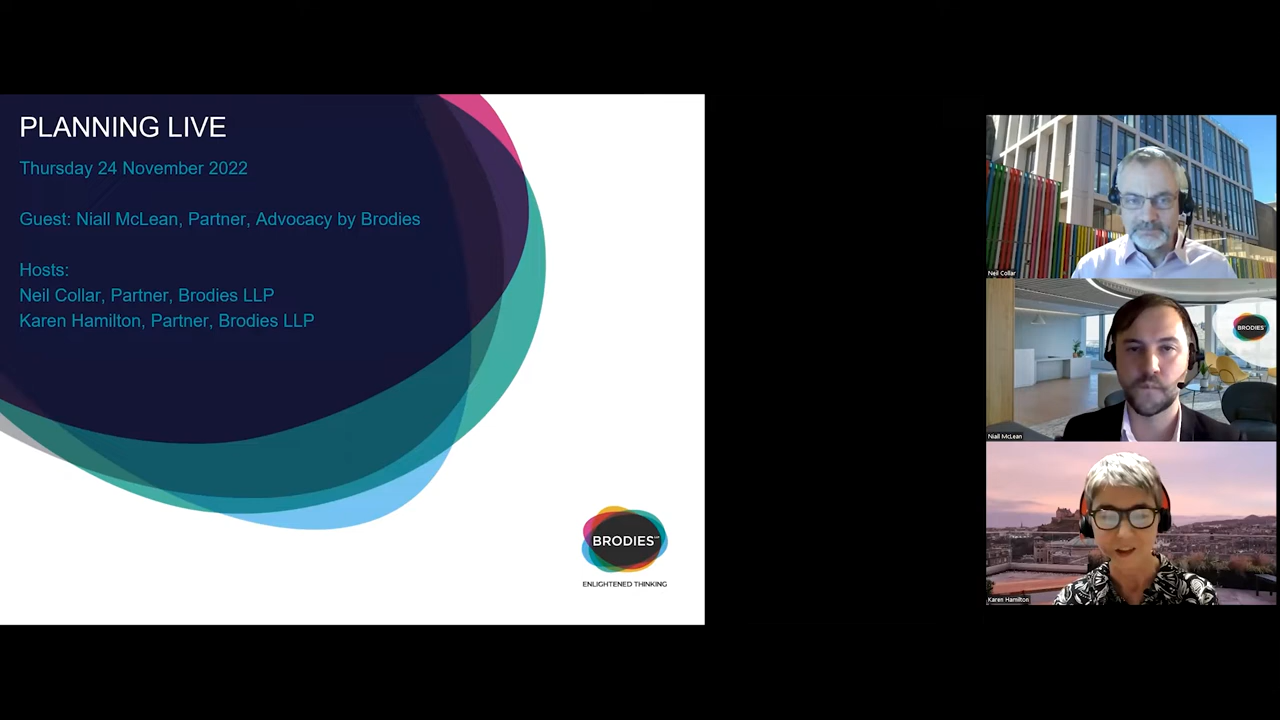 PLANNING LIVE
Thursday 24 November 2022
Guest: Niall McLean, Partner, Advocacy by Brodies
Hosts:
Neil Collar, Partner, Brodies LLP
Karen Hamilton, Partner, Brodies LLP
BRODIES LLP
ENLIGHTENED THINKING
Neil Collar
BRODIES
Niall McLean
Karen Hamilton